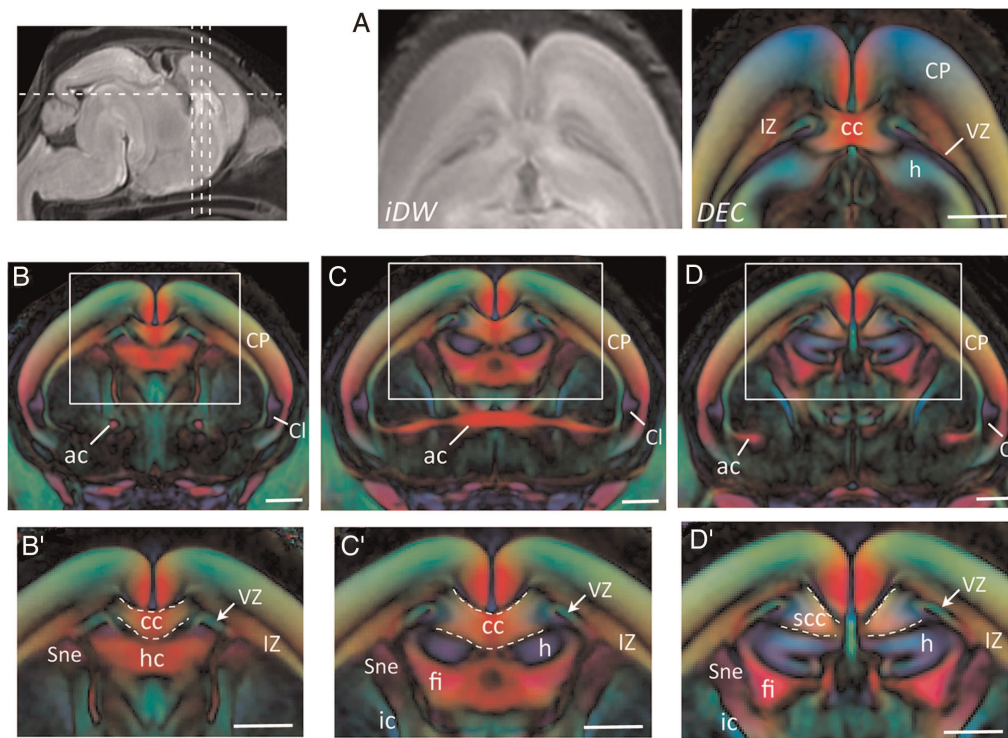 A
iDW
CP
IZ
cc
VZ
h
DEC
B
CP
Cl
ac
C
CP
Cl
ac
D
CP
ac
B'
VZ
cc
IZ
Sne
hc
C'
VZ
cc
IZ
h
Sne
fi
ic
D'
VZ
scc
IZ
h
Sne
fi
ic